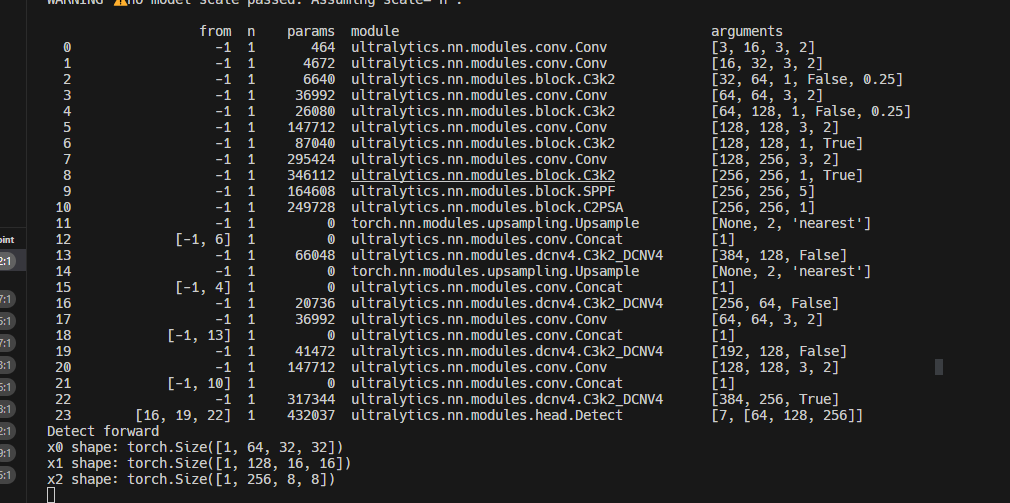 WARNING ⚠️no model scale passed. Assuming scale='n'.
from n params module arguments
0 -1 1 464 ultralytics.nn.modules.conv.Conv [3, 16, 3, 2]
1 -1 1 4672 ultralytics.nn.modules.conv.Conv [16, 32, 3, 2]
2 -1 1 6640 ultralytics.nn.modules.block.C3k2 [32, 64, 1, False, 0.25]
3 -1 1 36992 ultralytics.nn.modules.conv.Conv [64, 64, 3, 2]
4 -1 1 26080 ultralytics.nn.modules.block.C3k2 [64, 128, 1, False, 0.25]
5 -1 1 147712 ultralytics.nn.modules.conv.Conv [128, 128, 3, 2]
6 -1 1 87040 ultralytics.nn.modules.block.C3k2 [128, 128, 1, True]
7 -1 1 295424 ultralytics.nn.modules.conv.Conv [128, 256, 3, 2]
8 -1 1 346112 ultralytics.nn.modules.block.C3k2 [256, 256, 1, True]
9 -1 1 164608 ultralytics.nn.modules.block.SPPF [256, 256, 5]
10 -1 1 249728 ultralytics.nn.modules.block.C2PSA [256, 256, 1]
11 -1 1 0 torch.nn.modules.upsampling.Upsample [None, 2, 'nearest']
12 [-1, 6] 1 0 ultralytics.nn.modules.conv.Concat [1]
13 -1 1 66048 ultralytics.nn.modules.dcnv4.C3k2_DCNV4 [384, 128, False]
14 -1 1 0 torch.nn.modules.upsampling.Upsample [None, 2, 'nearest']
15 [-1, 4] 1 0 ultralytics.nn.modules.conv.Concat [1]
16 -1 1 20736 ultralytics.nn.modules.dcnv4.C3k2_DCNV4 [256, 64, False]
17 -1 1 36992 ultralytics.nn.modules.conv.Conv [64, 64, 3, 2]
18 [-1, 13] 1 0 ultralytics.nn.modules.conv.Concat [1]
19 -1 1 41472 ultralytics.nn.modules.dcnv4.C3k2_DCNV4 [192, 128, False]
20 -1 1 147712 ultralytics.nn.modules.conv.Conv [128, 128, 3, 2]
21 [-1, 10] 1 0 ultralytics.nn.modules.conv.Concat [1]
22 -1 1 317344 ultralytics.nn.modules.dcnv4.C3k2_DCNV4 [384, 256, True]
23 [16, 19, 22] 1 432037 ultralytics.nn.modules.head.Detect [7, [64, 128, 256]]
Detect forward
x0 shape: torch.Size([1, 64, 32, 32])
x1 shape: torch.Size([1, 128, 16, 16])
x2 shape: torch.Size([1, 256, 8, 8])